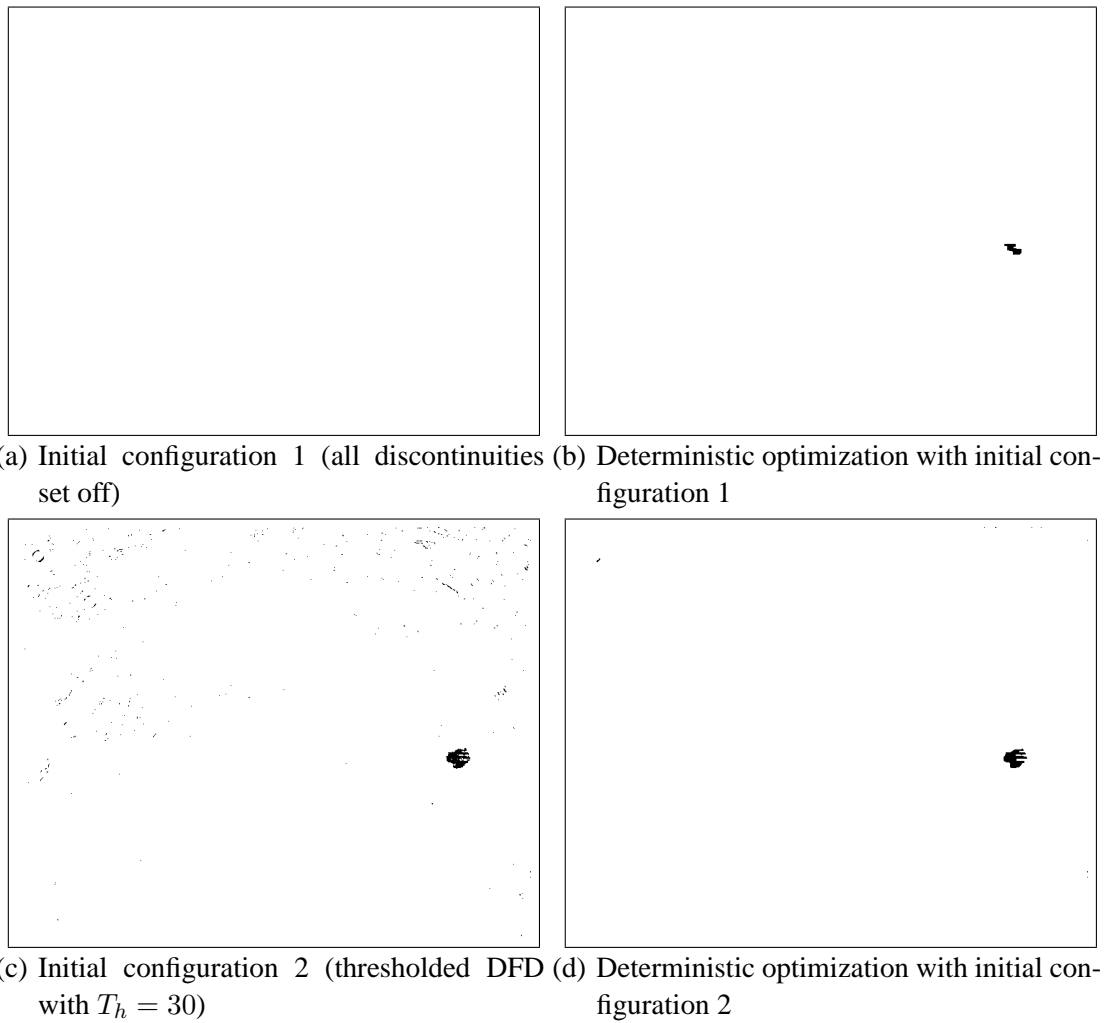 (a) Initial configuration 1 (all discontinuities set off)
(b) Deterministic optimization with initial con-
figuration 1
(c) Initial configuration 2 (thresholded DFD
with T_h = 30)
(d) Deterministic optimization with initial con-
figuration 2